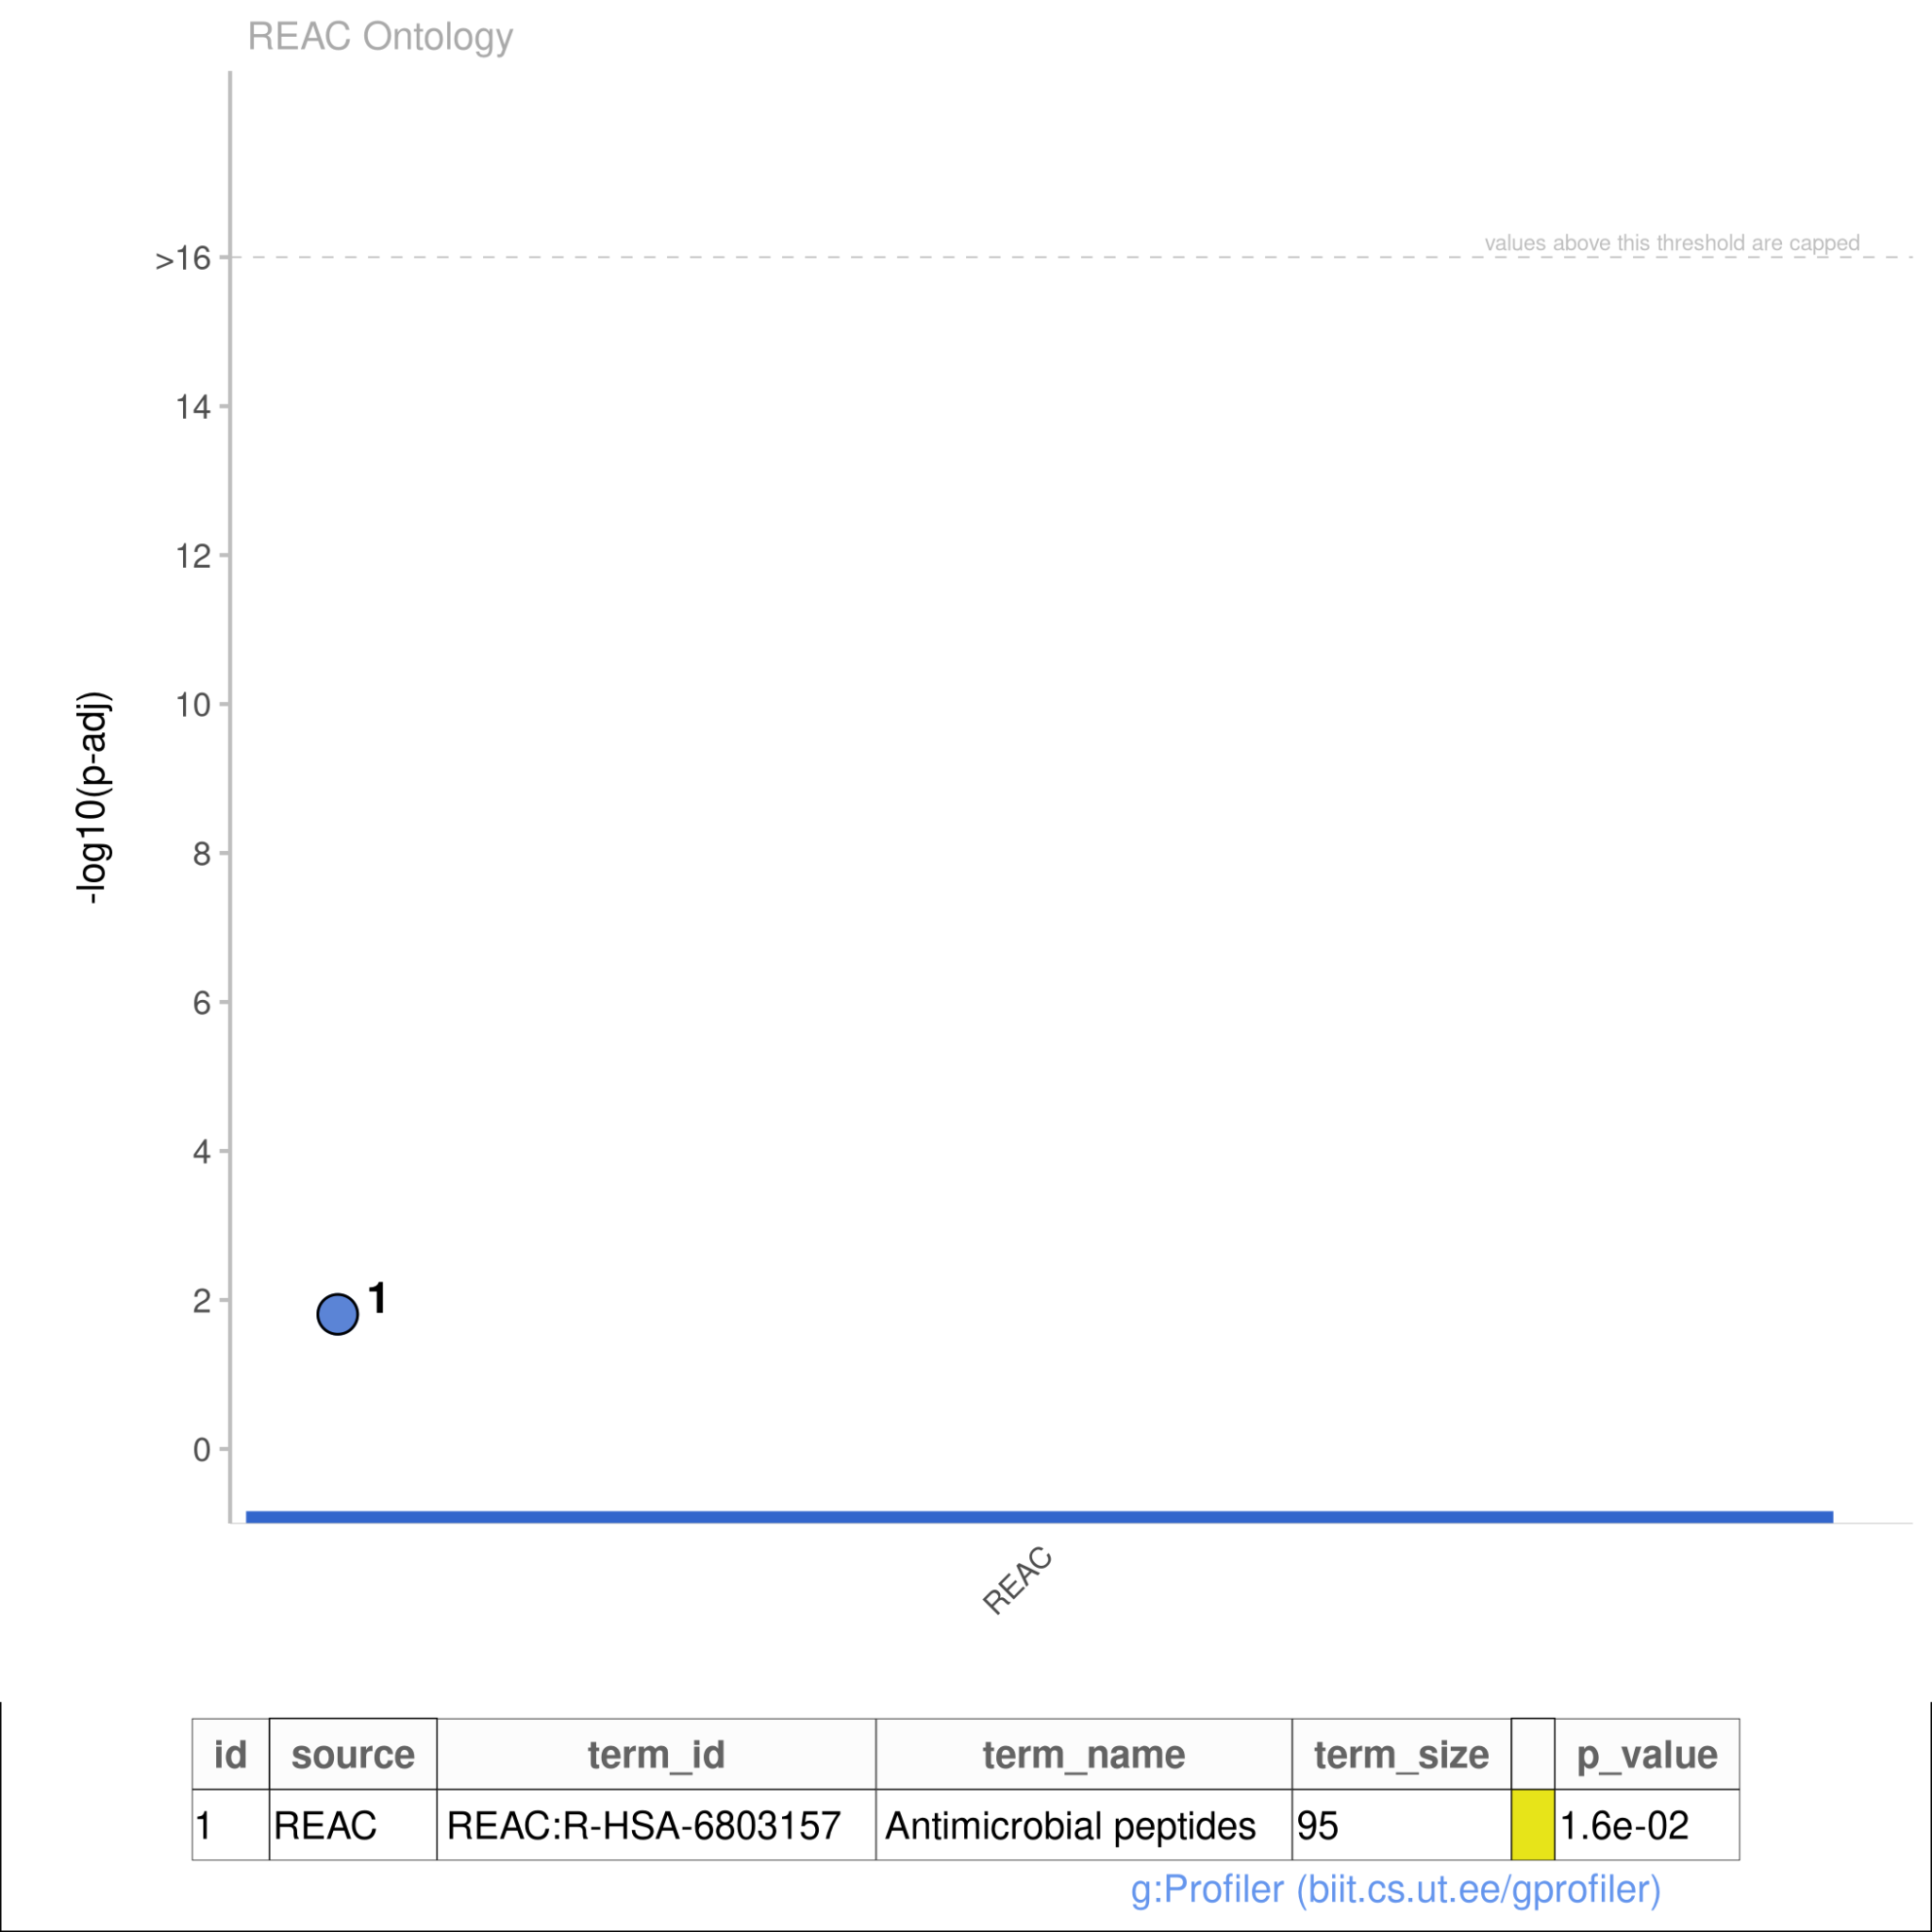 REAC Ontology
values above this threshold are capped
>16
14
12
10
8
6
4
2
0
-log10(p-adj)
1
REAC
id source term_id term_name term_size p_value
1 REAC REAC:R-HSA-6803157 Antimicrobial peptides 95 1.6e-02
g:Profiler (biit.cs.ut.ee/gprofiler)